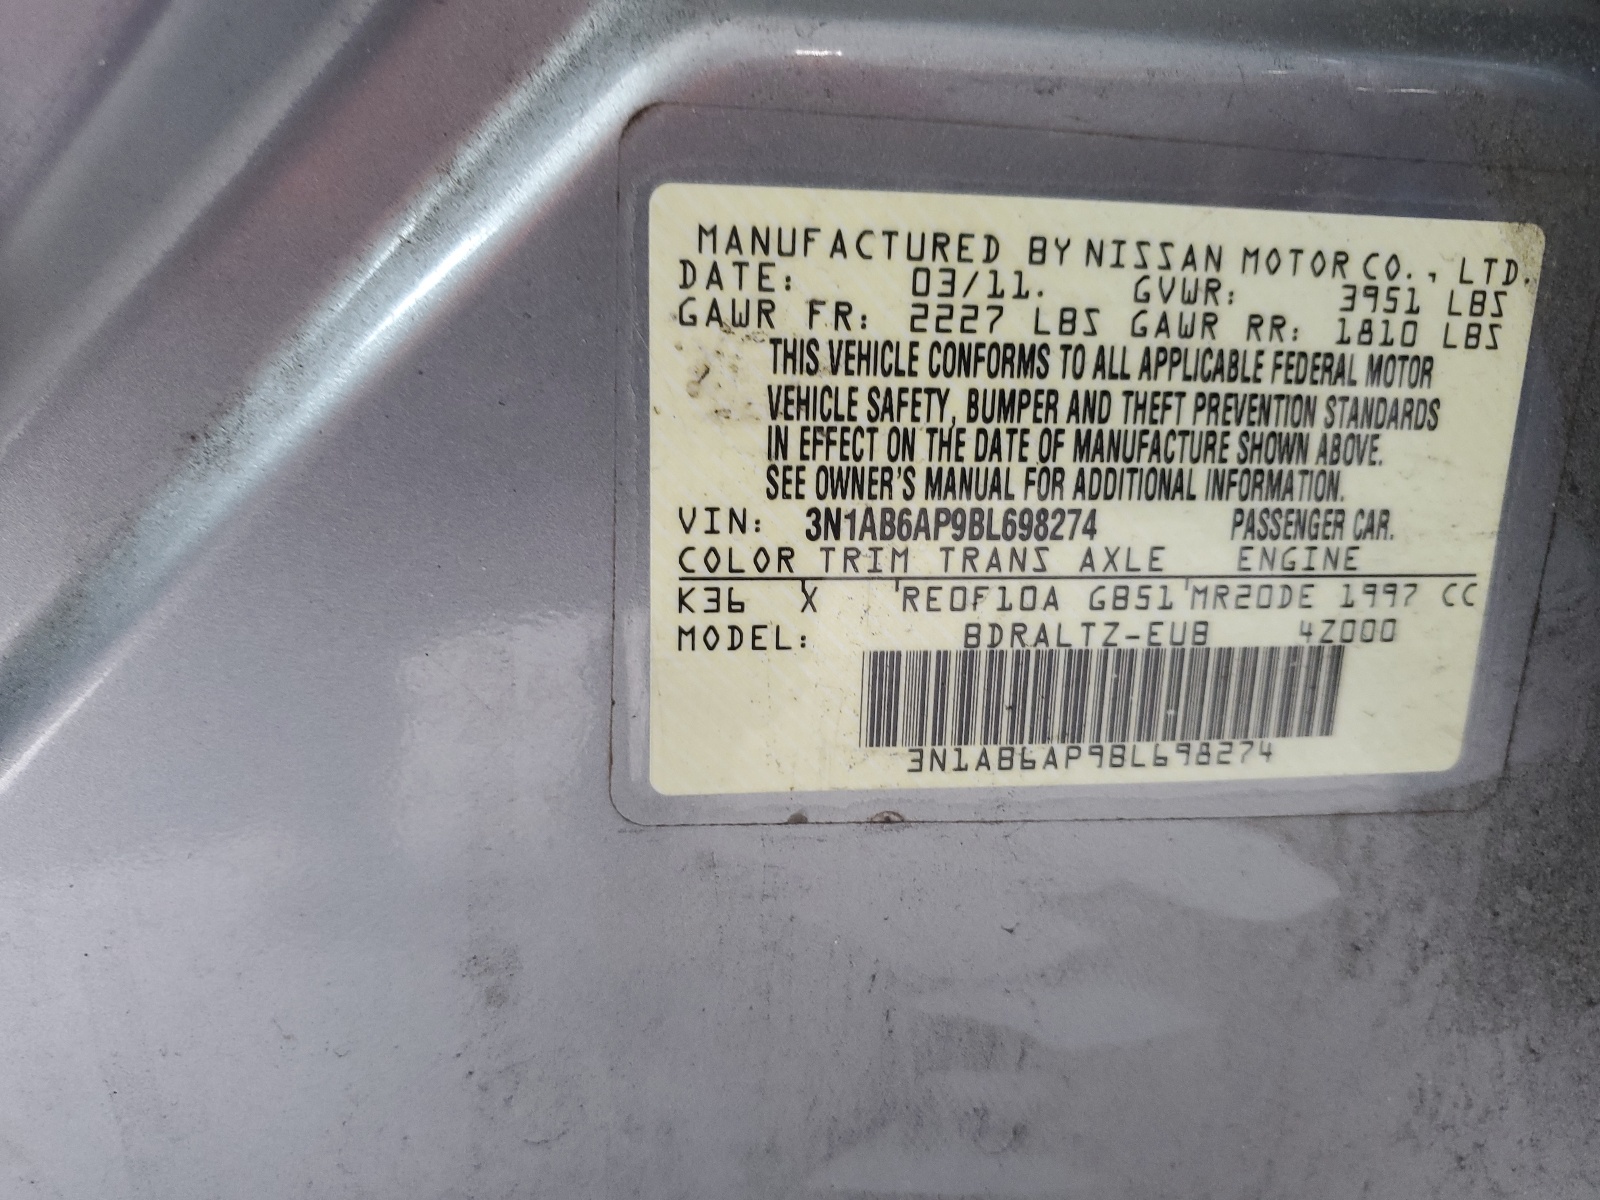 MANUFACTURED BY NISSAN MOTOR CO., LTD.
DATE: 03/11. GVWR: 3951 LBS
GAWR FR: 2227 LBS GAWR RR: 1810 LBS
THIS VEHICLE CONFORMS TO ALL APPLICABLE FEDERAL MOTOR
VEHICLE SAFETY, BUMPER AND THEFT PREVENTION STANDARDS
IN EFFECT ON THE DATE OF MANUFACTURE SHOWN ABOVE.
SEE OWNER'S MANUAL FOR ADDITIONAL INFORMATION.
VIN: 3N1AB6AP9BL698274 PASSENGER CAR.
COLOR TRIM TRANS AXLE ENGINE
K36 X RE0F10A GB51 MR20DE 1997 CC
MODEL: BDRALTZ-EUB 4Z000
3N1AB6AP9BL698274